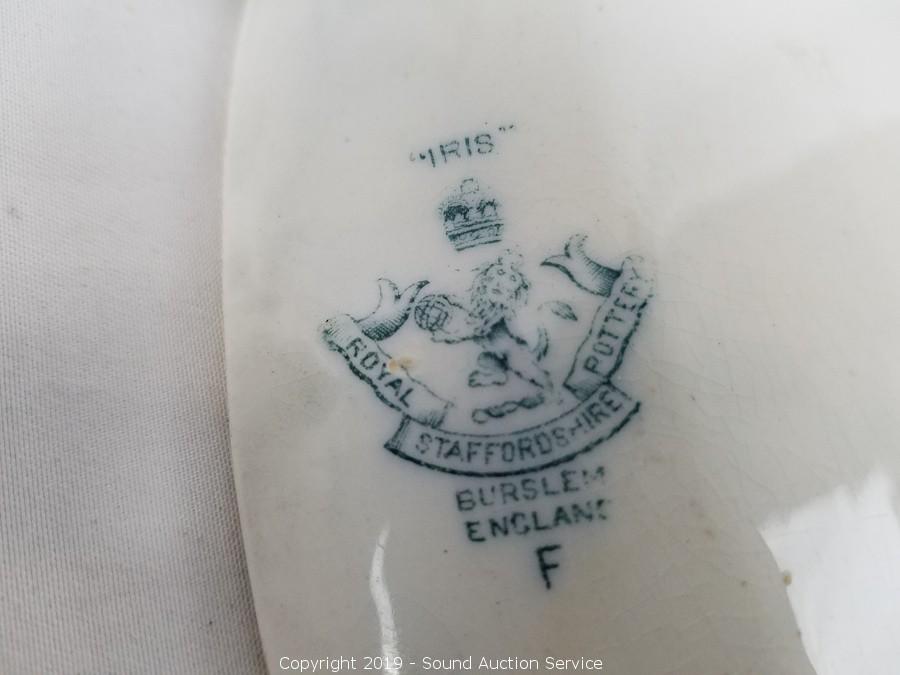 "IRIS"
ROYAL
STAFFORDSHIRE
POTTERY
BURSLEM
ENGLAND
F
Copyright 2019 - Sound Auction Service